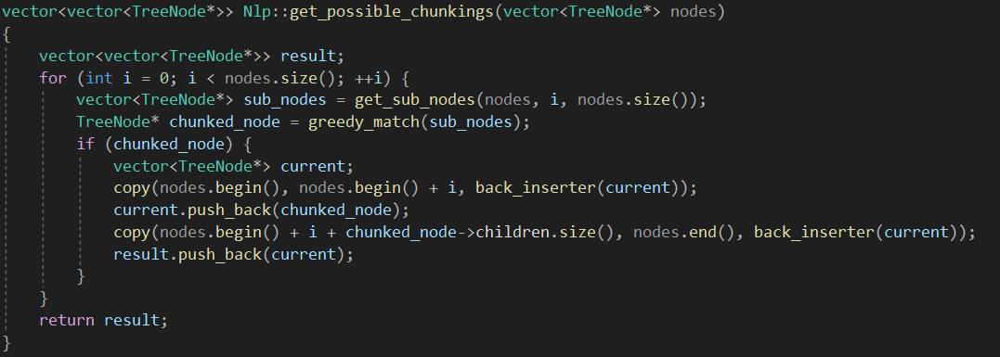 vector<vector<TreeNode*>> Nlp::get_possible_chunkings(vector<TreeNode*> nodes)
{
    vector<vector<TreeNode*>> result;
    for (int i = 0; i < nodes.size(); ++i) {
        vector<TreeNode*> sub_nodes = get_sub_nodes(nodes, i, nodes.size());
        TreeNode* chunked_node = greedy_match(sub_nodes);
        if (chunked_node) {
            vector<TreeNode*> current;
            copy(nodes.begin(), nodes.begin() + i, back_inserter(current));
            current.push_back(chunked_node);
            copy(nodes.begin() + i + chunked_node->children.size(), nodes.end(), back_inserter(current));
            result.push_back(current);
        }
    }
    return result;
}